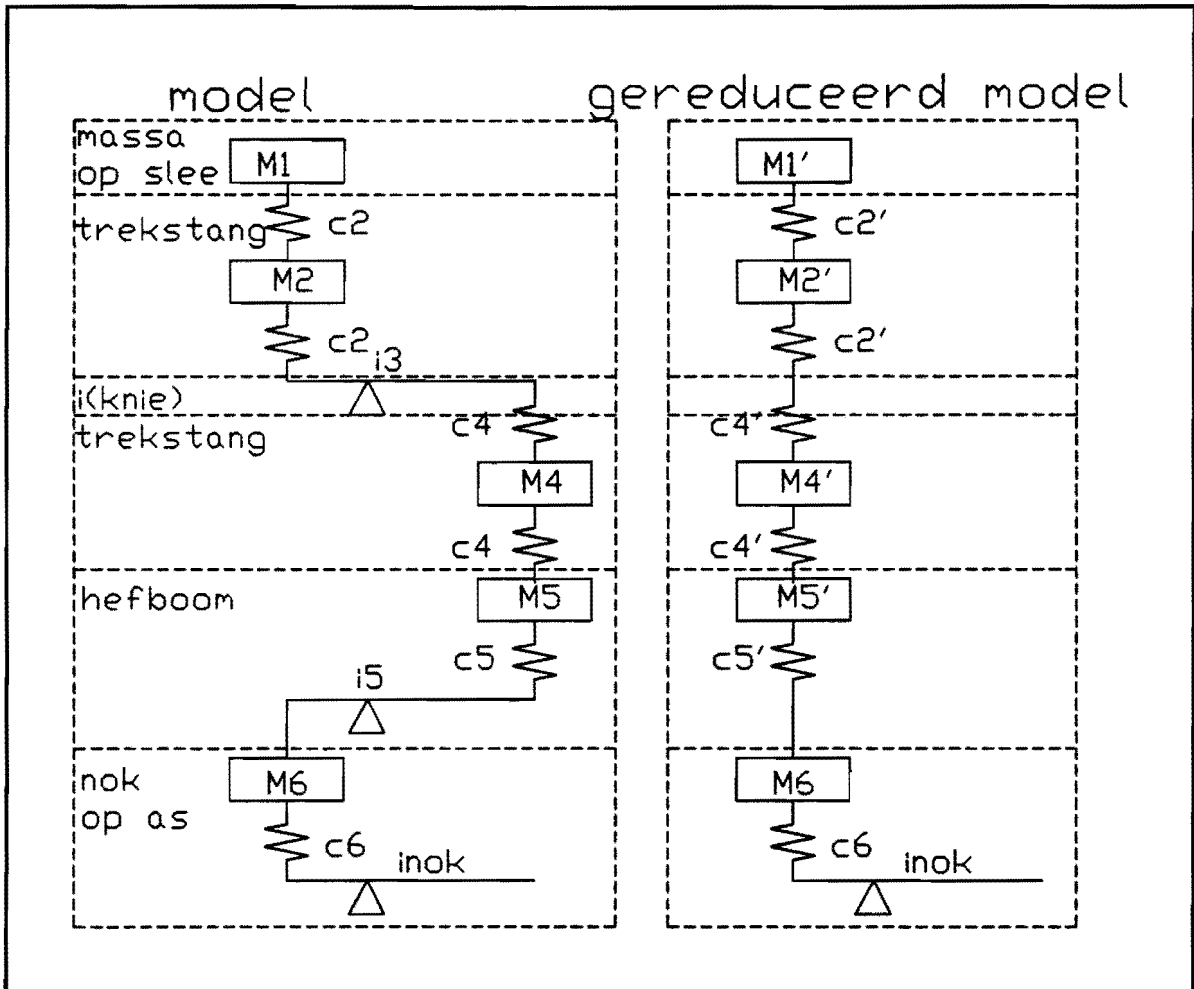 model
gereduceerd model
massa
op slee
M1
M1'
trekstang
c2
c2'
M2
M2'
c2
c2'
i3
i(knie)
trekstang
c4
c4'
M4
M4'
c4
c4'
hefboom
M5
M5'
c5
c5'
i5
nok
op as
M6
M6
c6
c6
inok
inok